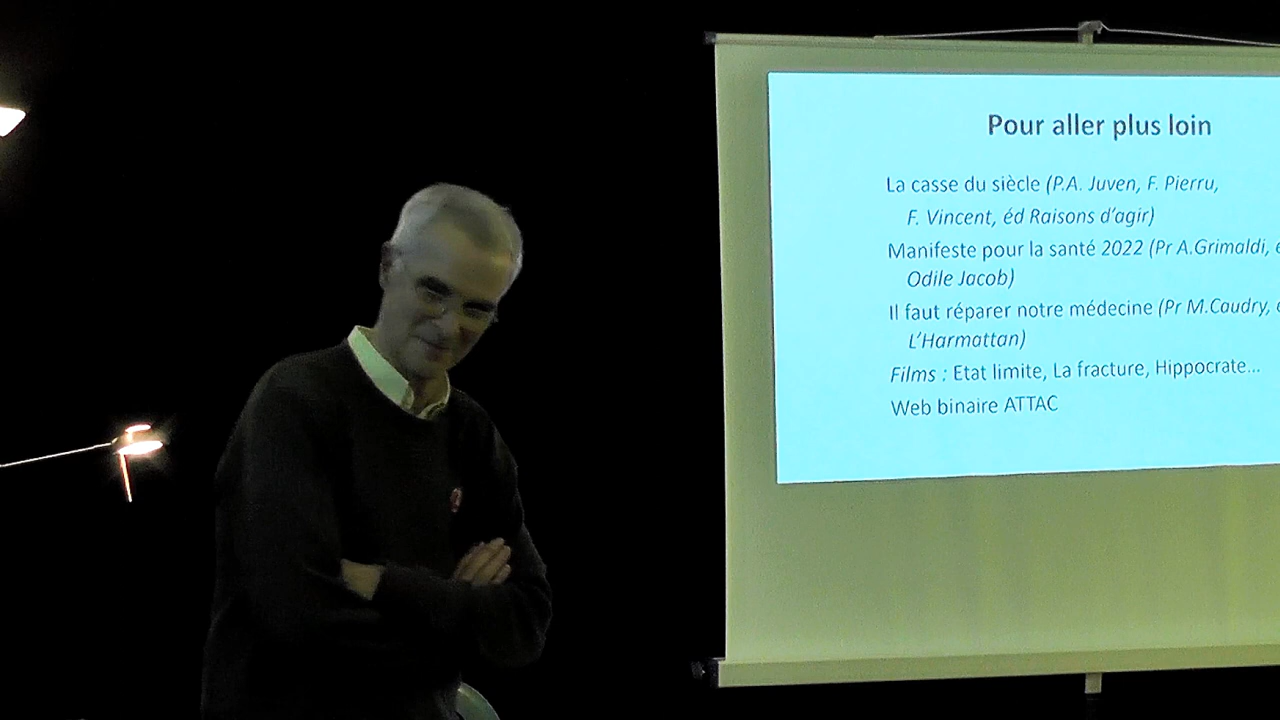 Pour aller plus loin
La casse du siècle (P.A. Juven, F. Pierru,
F. Vincent, éd Raisons d'agir)
Manifeste pour la santé 2022 (Pr A.Grimaldi,
Odile Jacob)
Il faut réparer notre médecine (Pr M.Caudry,
L'Harmattan)
Films : Etat limite, La fracture, Hippocrate...
Web binaire ATTAC